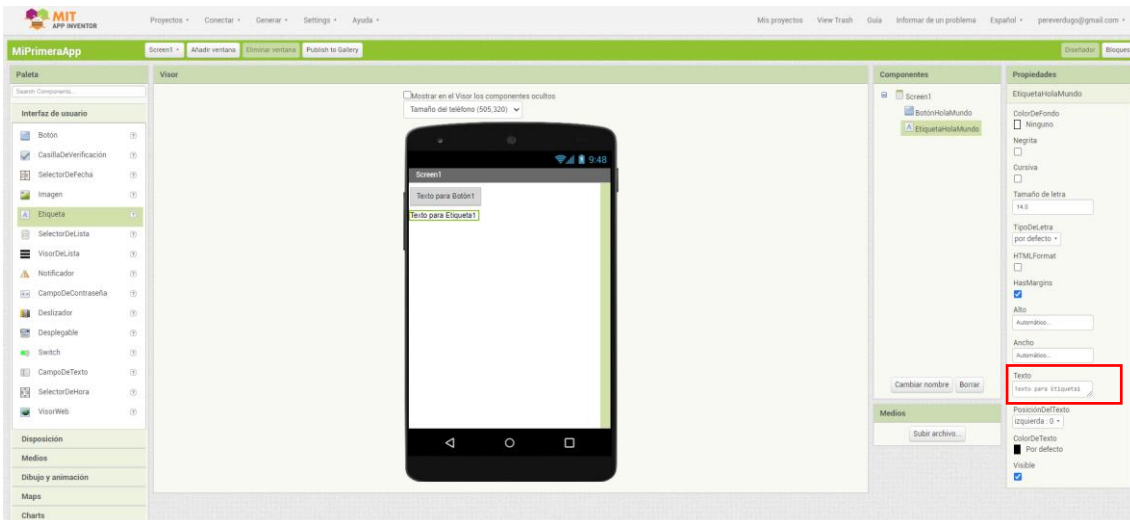 MIT
APP INVENTOR
Proyectos
Conectar
Generar
Settings
Ayuda
Mis proyectos
View Trash
Guía
Informar de un problema
Español
pereverdugo@gmail.com
MiPrimeraApp
Screen1
Añadir ventana
Eliminar ventana
Publish to Gallery
Diseñador
Bloques
Paleta
Search Components...
Interfaz de usuario
Botón
CasillaDeVerificación
SelectorDeFecha
Imagen
Etiqueta
SelectorDeLista
VisorDeLista
Notificador
CampoDeContraseña
Deslizador
Desplegable
Switch
CampoDeTexto
SelectorDeHora
VisorWeb
Disposición
Medios
Dibujo y animación
Maps
Charts
Visor
Mostrar en el Visor los componentes ocultos
Tamaño del teléfono (505,320)
9:48
Screen1
Texto para Botón1
Texto para Etiqueta1
Componentes
Screen1
BotónHolaMundo
EtiquetaHolaMundo
Cambiar nombre
Borrar
Medios
Subir archivo...
Propiedades
EtiquetaHolaMundo
ColorDeFondo
Ninguno
Negrita
Cursiva
Tamaño de letra
14.0
TipoDeLetra
por defecto
HTMLFormat
HasMargins
Alto
Automático...
Ancho
Automático...
Texto
Texto para Etiqueta1
PosiciónDelTexto
izquierda : 0
ColorDeTexto
Por defecto
Visible